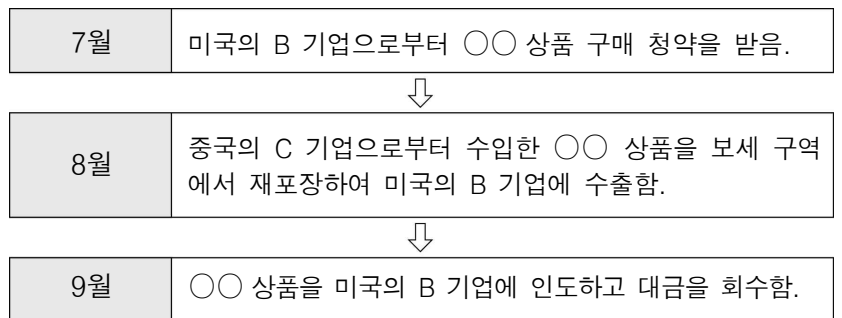 7월
미국의 B 기업으로부터 ○○ 상품 구매 청약을 받음.
8월
중국의 C 기업으로부터 수입한 ○○ 상품을 보세 구역
에서 재포장하여 미국의 B 기업에 수출함.
9월
○○ 상품을 미국의 B 기업에 인도하고 대금을 회수함.